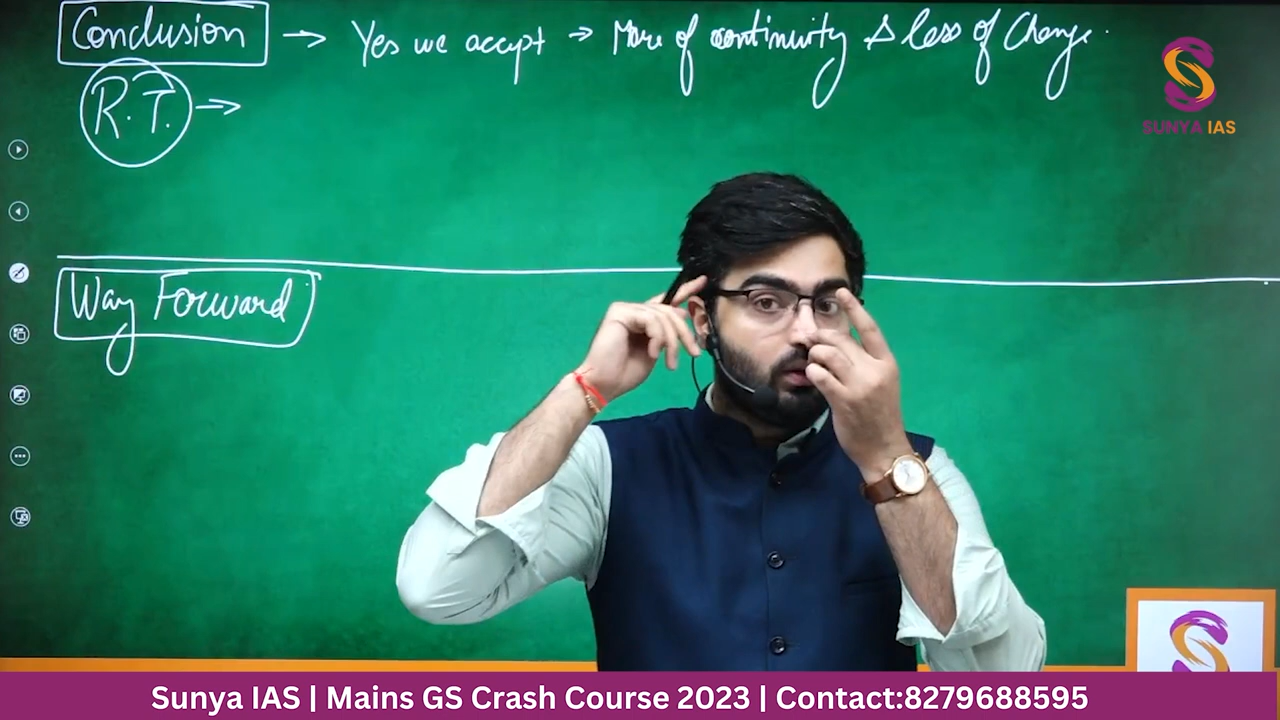 Conclusion → Yes we accept → More of continuity & less of Change.
R.T. →
SUNYA IAS
Way Forward
Sunya IAS | Mains GS Crash Course 2023 | Contact:8279688595